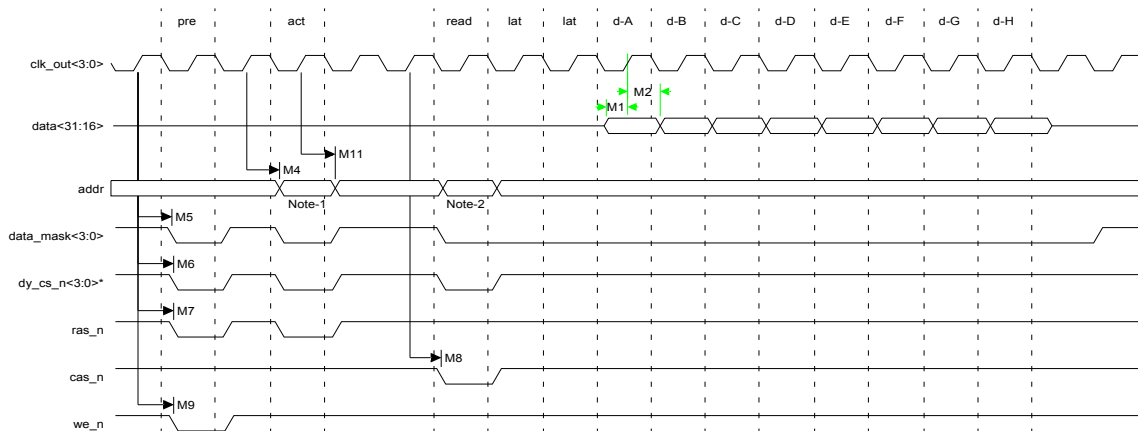 pre act read lat lat d-A d-B d-C d-D d-E d-F d-G d-H
clk_out<3:0>
M2
M1
data<31:16>
M11
M4
addr
Note-1 Note-2
M5
data_mask<3:0>
M6
dy_cs_n<3:0>*
M7
ras_n
M8
cas_n
M9
we_n